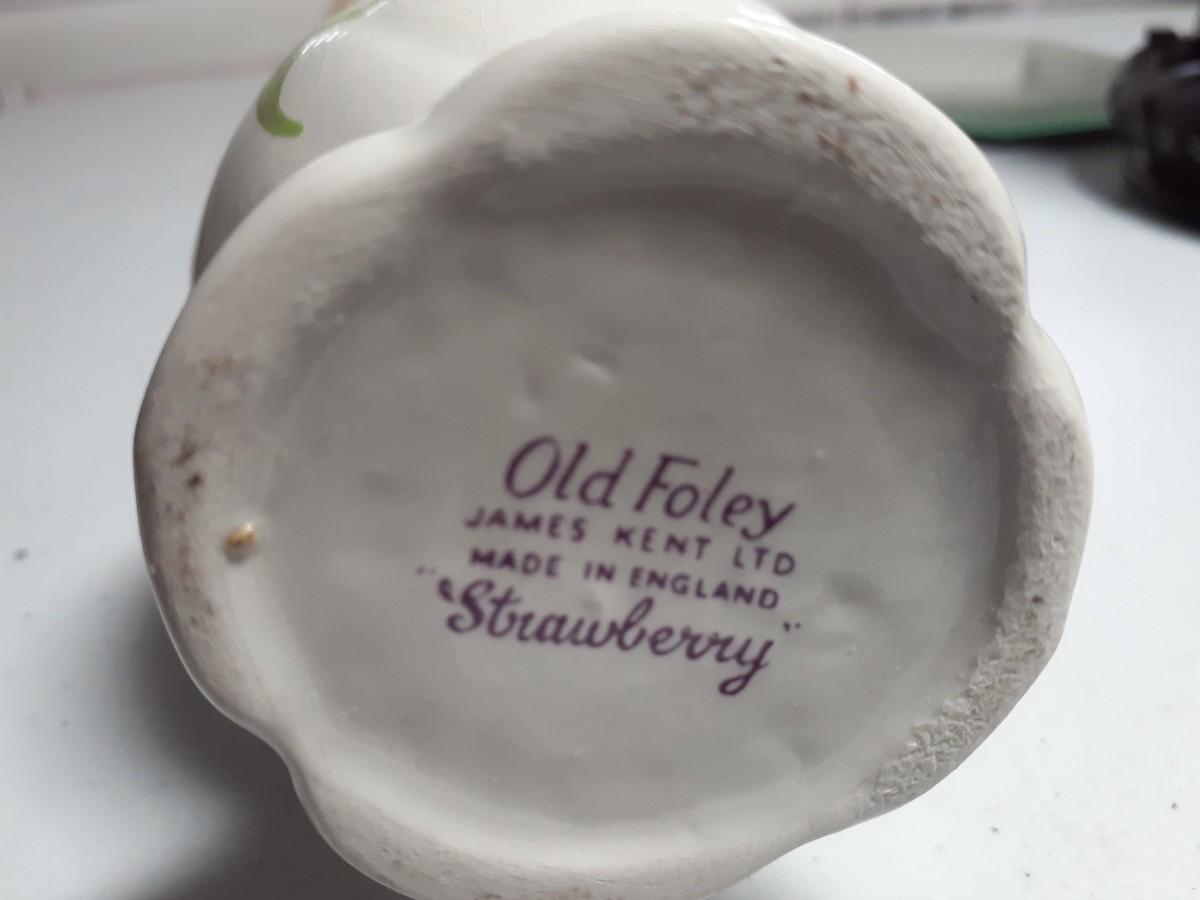 Old Foley
JAMES KENT LTD
MADE IN ENGLAND
"Strawberry"